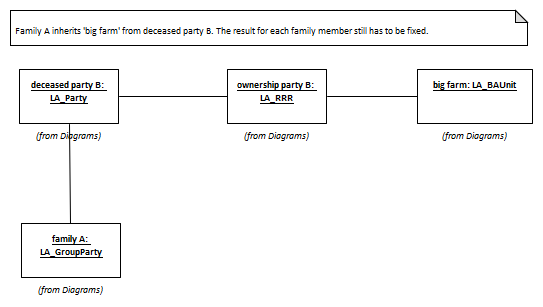 Family A inherits 'big farm' from deceased party B. The result for each family member still has to be fixed.
deceased party B:
LA_Party
(from Diagrams)
ownership party B:
LA_RRR
(from Diagrams)
big farm: LA_BAUnit
(from Diagrams)
family A:
LA_GroupParty
(from Diagrams)